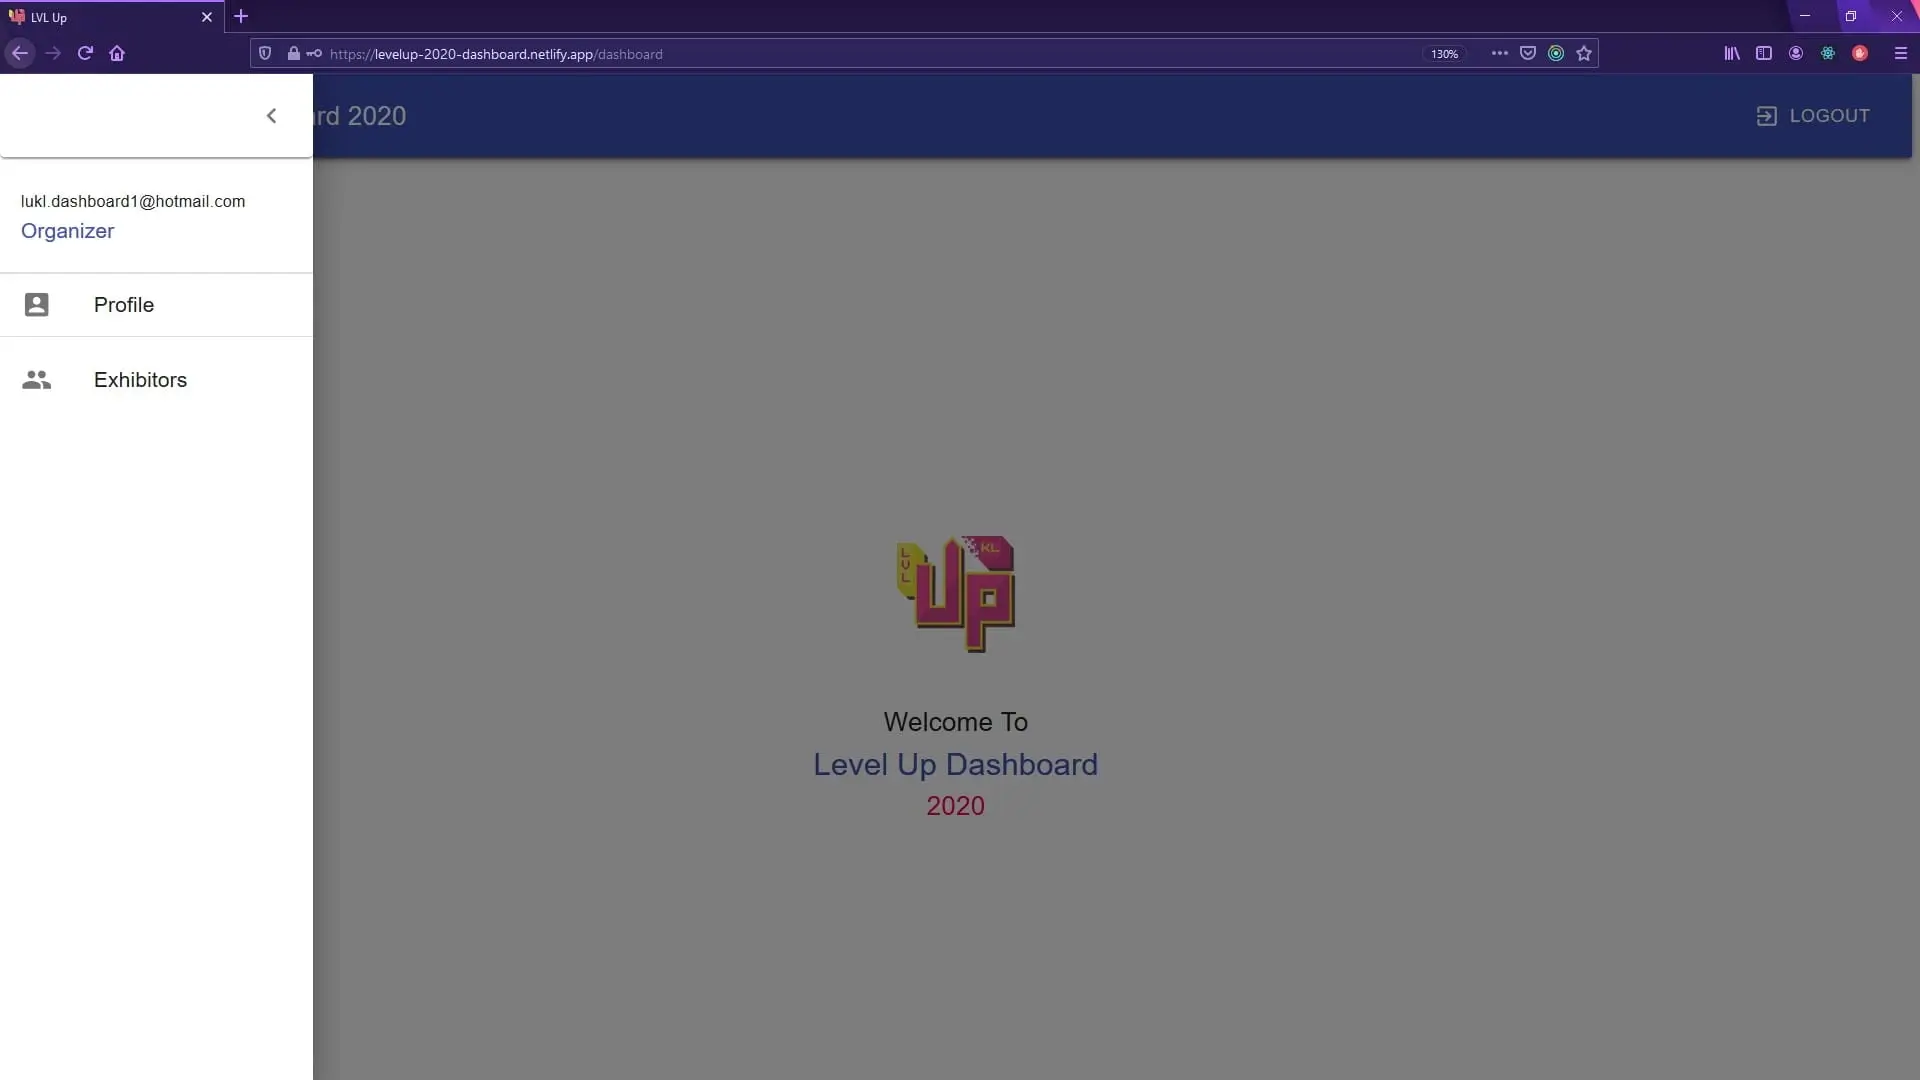 LVL Up
https://levelup-2020-dashboard.netlify.app/dashboard
130%
rd 2020
LOGOUT
lukl.dashboard1@hotmail.com
Organizer
Profile
Exhibitors
LVL
Up
KL
Welcome To
Level Up Dashboard
2020